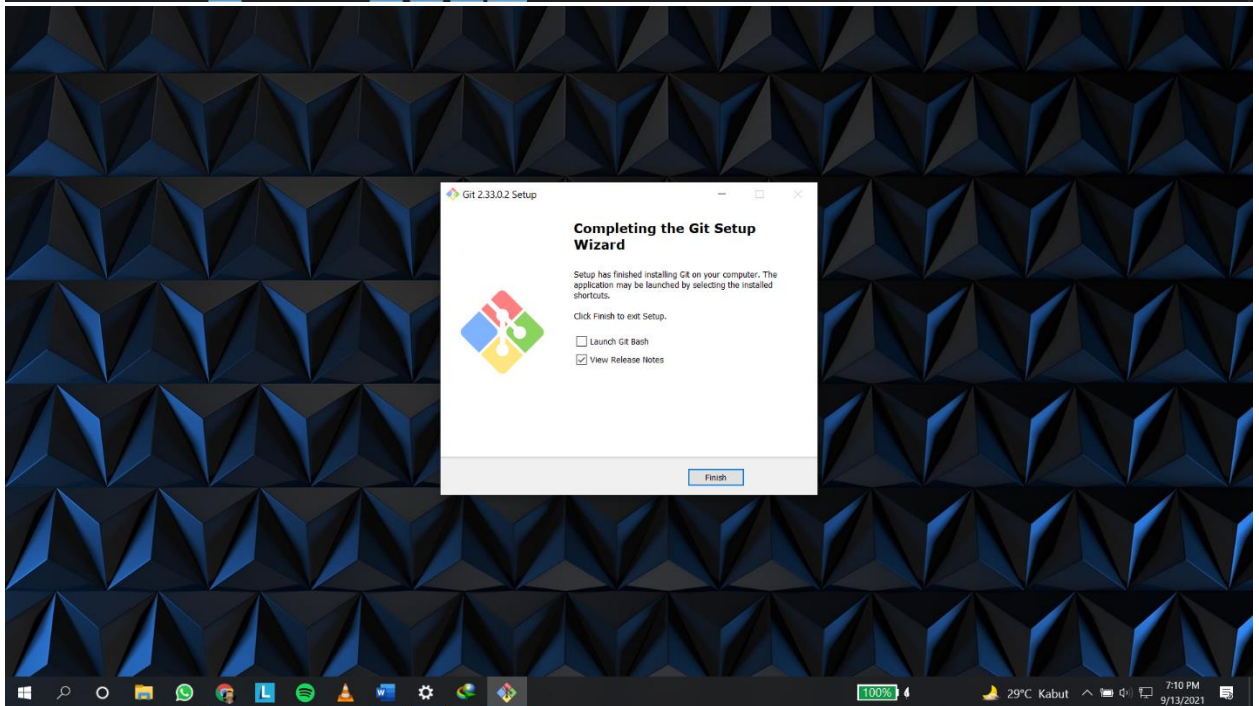 Git 2.33.0.2 Setup
Completing the Git Setup
Wizard
Setup has finished installing Git on your computer. The
application may be launched by selecting the installed
shortcuts.
Click Finish to exit Setup.
Launch Git Bash
View Release Notes
Finish
L
W
100%
29°C Kabut
7:10 PM
9/13/2021